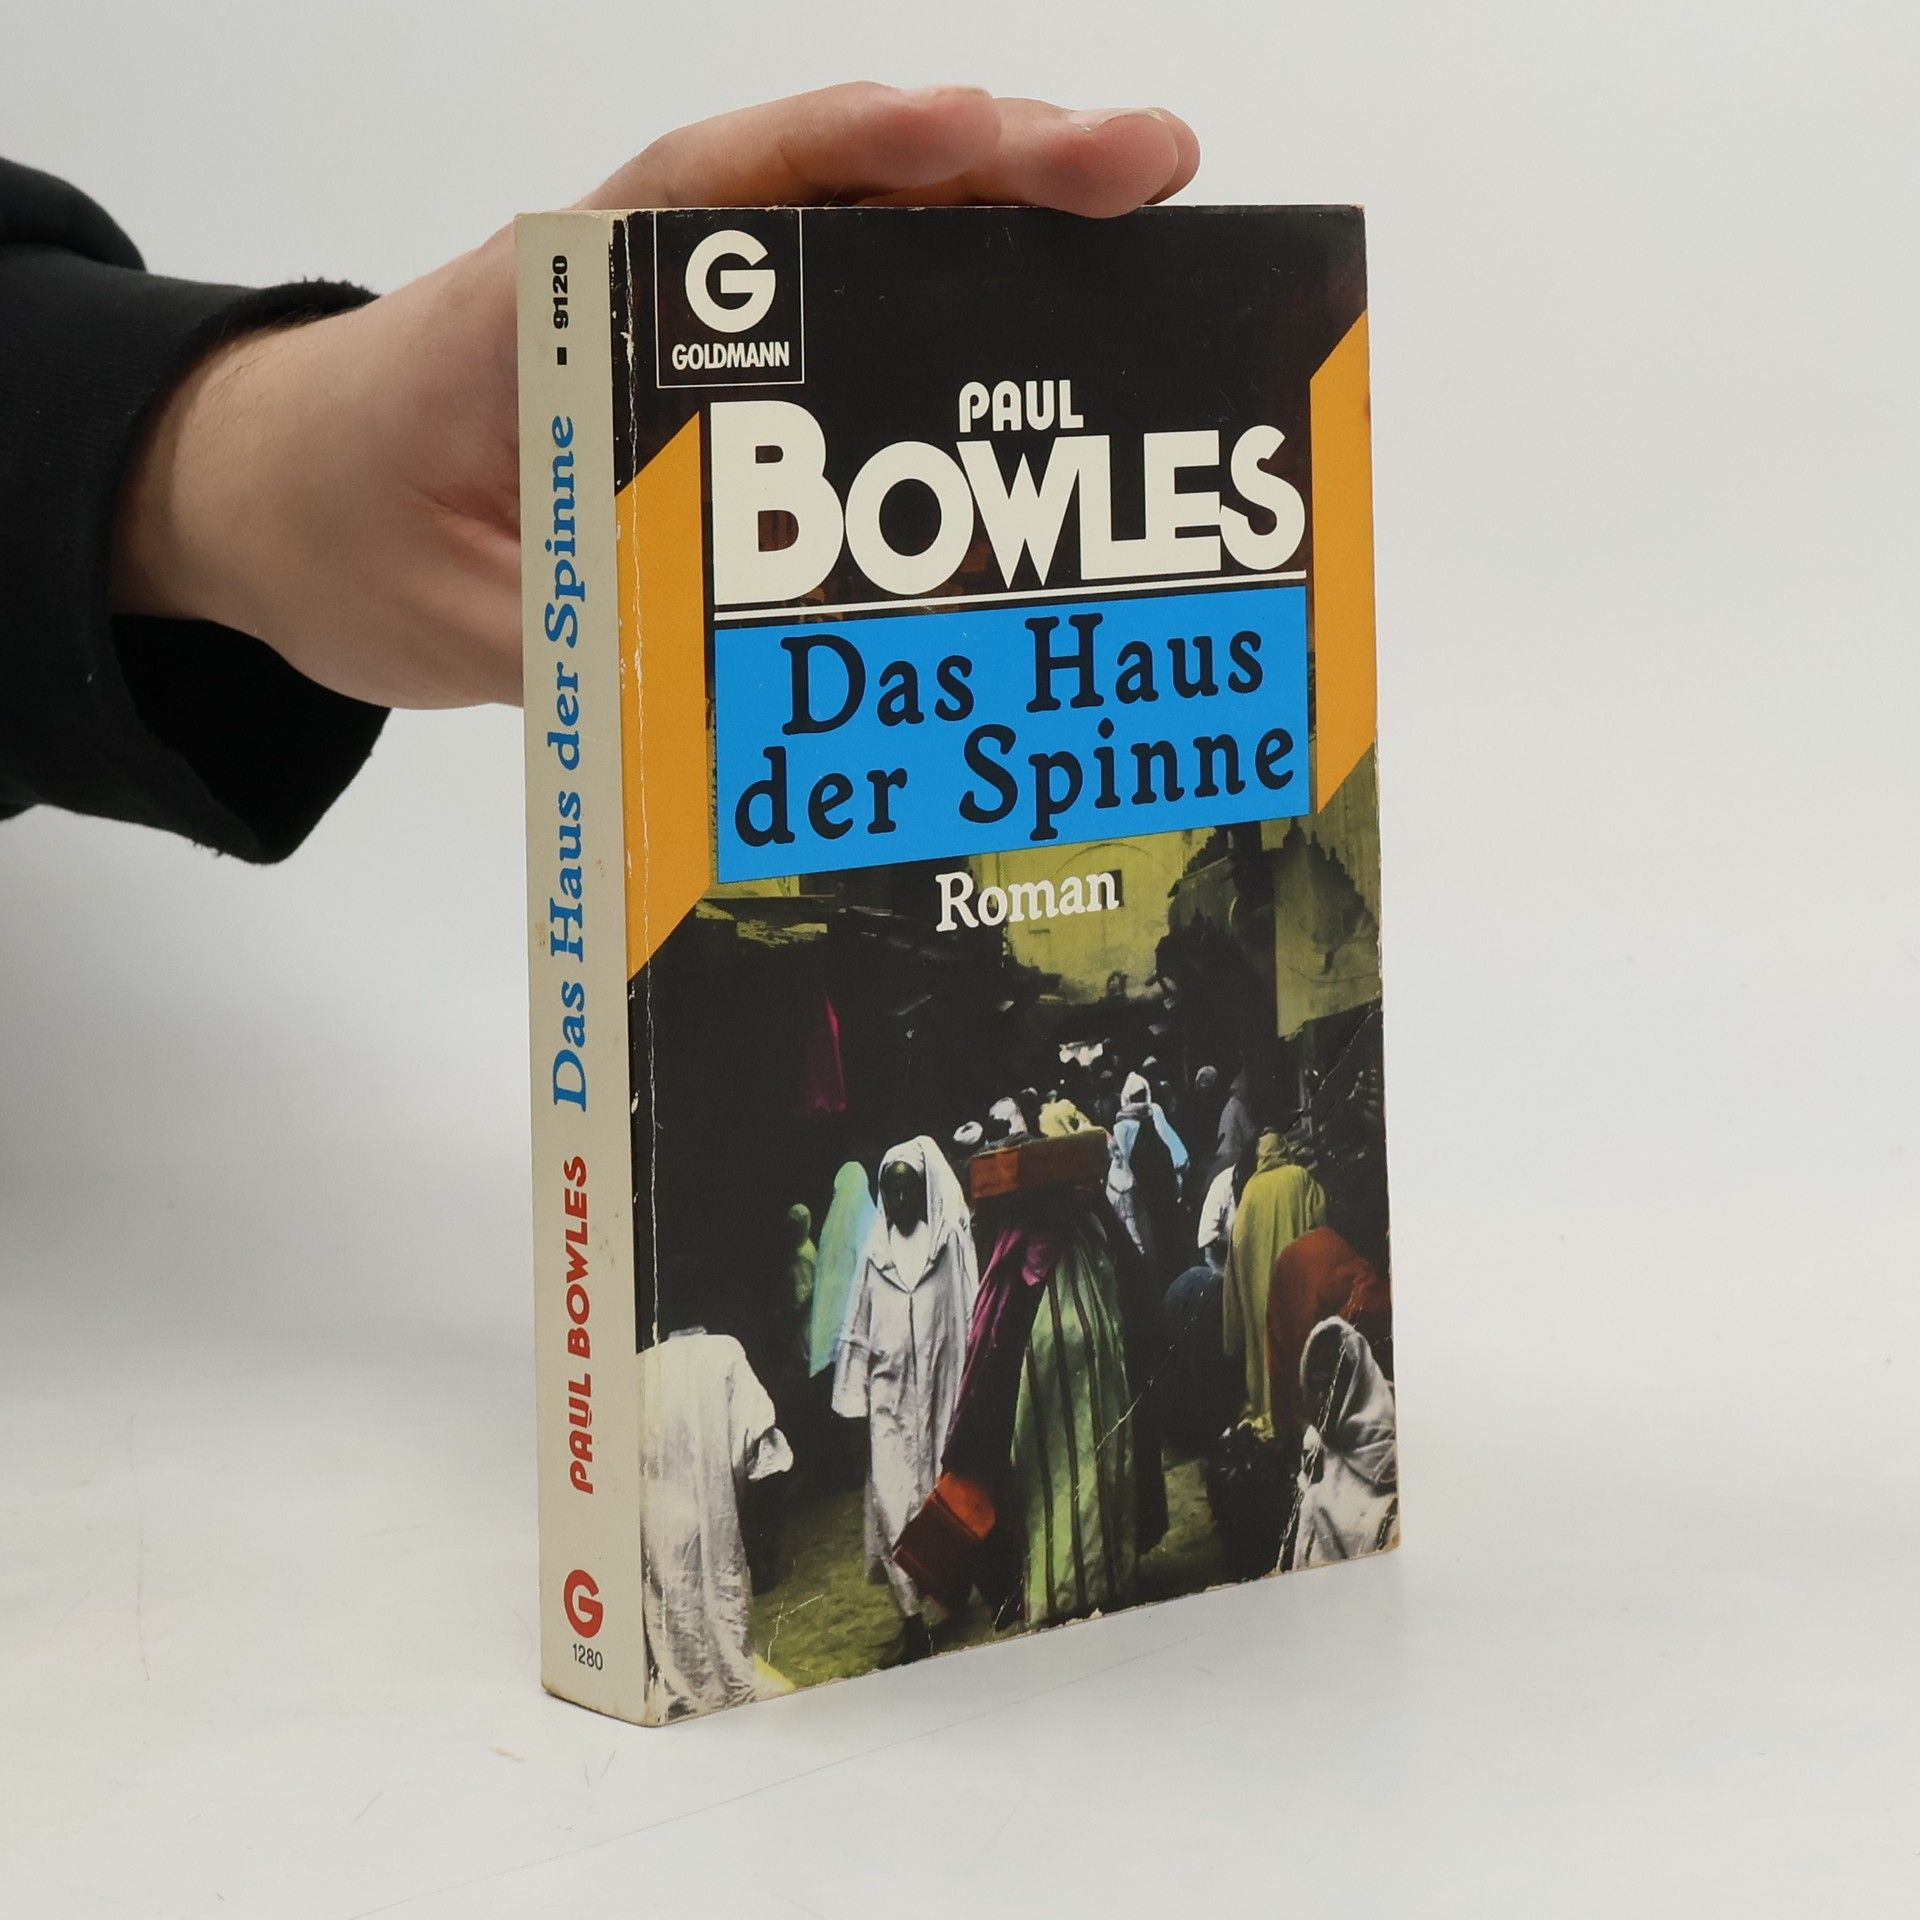 G
GOLDMANN
PAUL
BOWLES
Das Haus
der Spinne
Roman
PAUL BOWLES Das Haus der Spinne 9120
G
1280